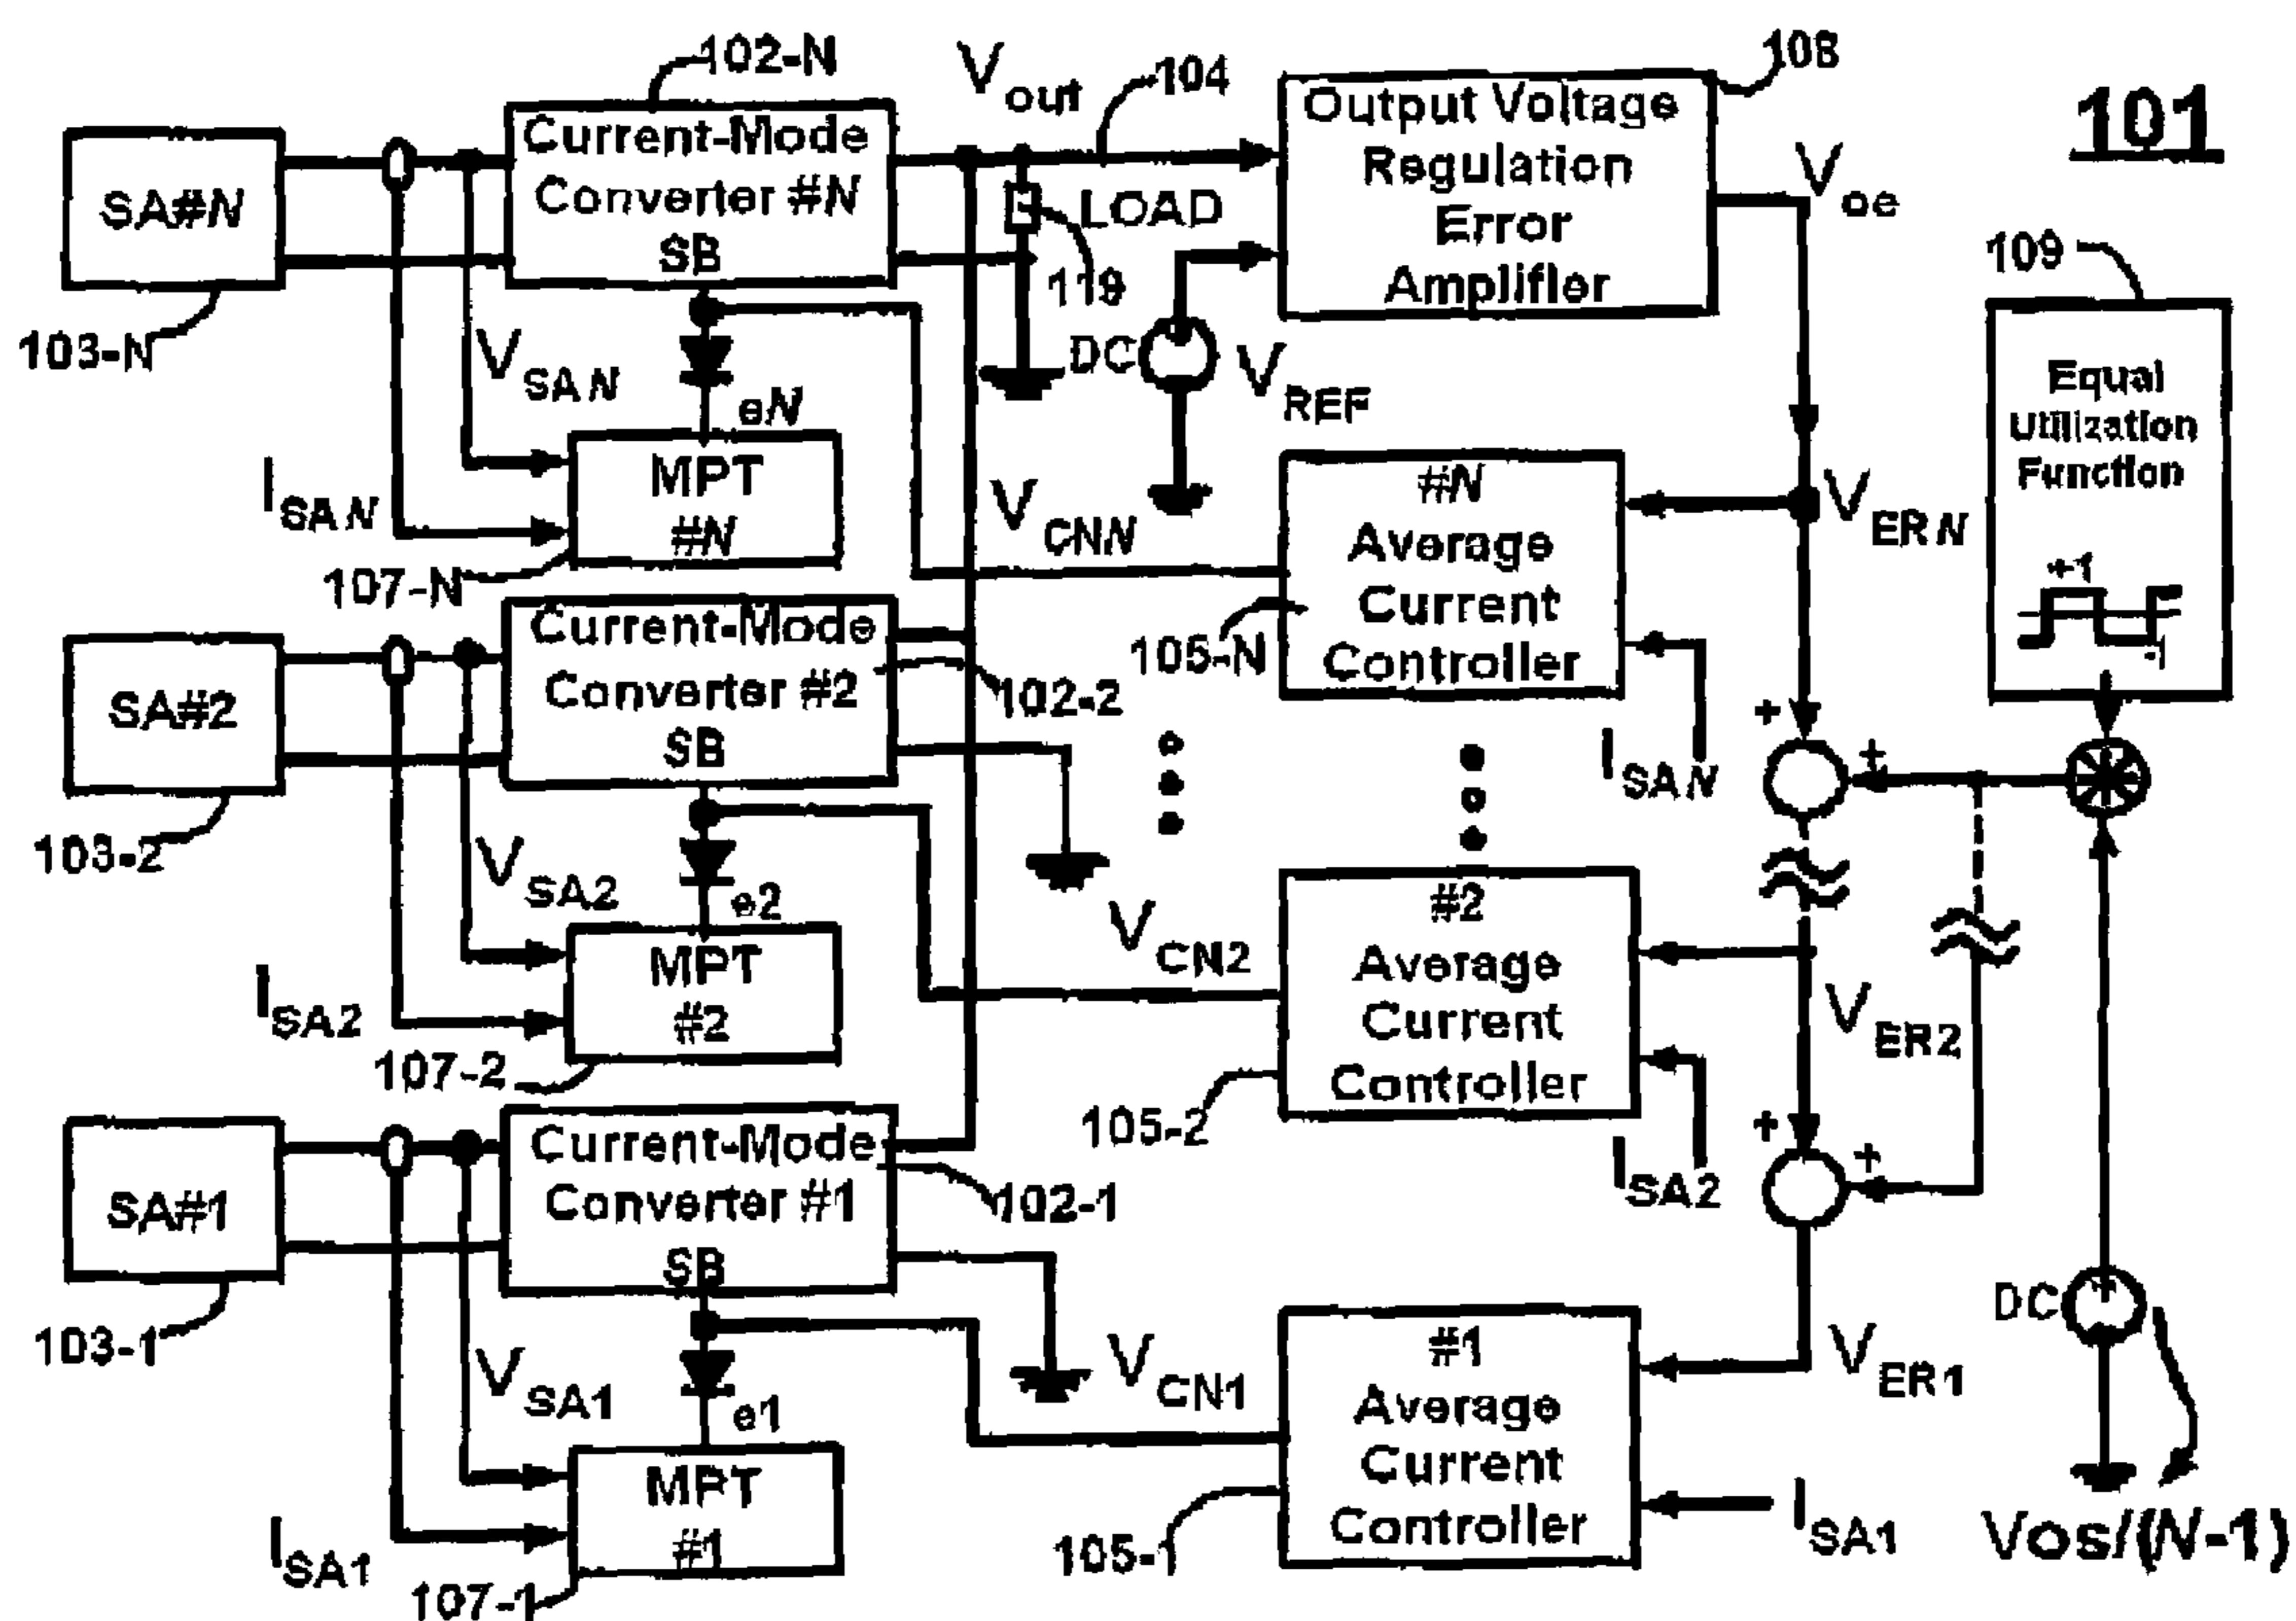 102-N
V out
104
108
101
SA#N
Current-Mode
Converter #N
SB
LOAD
119
Output Voltage
Regulation
Error
Amplifier
V oe
109
103-N
V SAN
eN
DC
V REF
Equal
Utilization
Function
+1
-1
I SAN
MPT
#N
107-N
V CNN
#N
Average
Current
Controller
105-N
V ERN
I SAN
+
+
SA#2
Current-Mode
Converter #2
SB
102-2
103-2
V SA2
e2
V CN2
#2
Average
Current
Controller
105-2
V ER2
I SA2
MPT
#2
107-2
I SA2
+
+
SA#1
Current-Mode
Converter #1
SB
102-1
103-1
V SA1
e1
V CN1
#1
Average
Current
Controller
105-1
V ER1
DC
+
I SA1
MPT
#1
107-1
I SA1
Vos/(N-1)